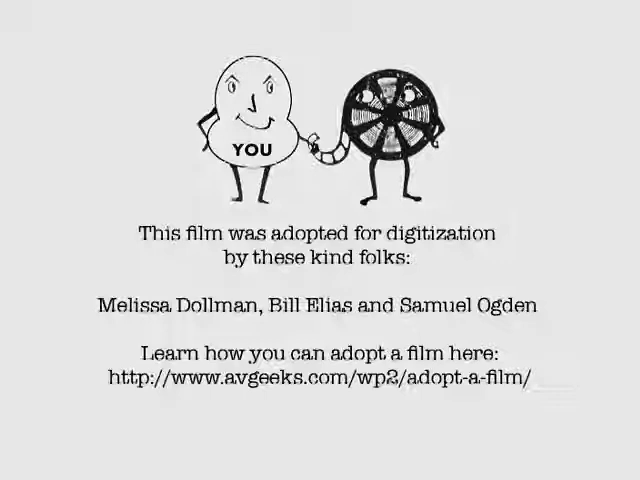 YOU
This film was adopted for digitization
by these kind folks:
Melissa Dollman, Bill Elias and Samuel Ogden
Learn how you can adopt a film here:
http://www.avgeeks.com/wp2/adopt-a-film/